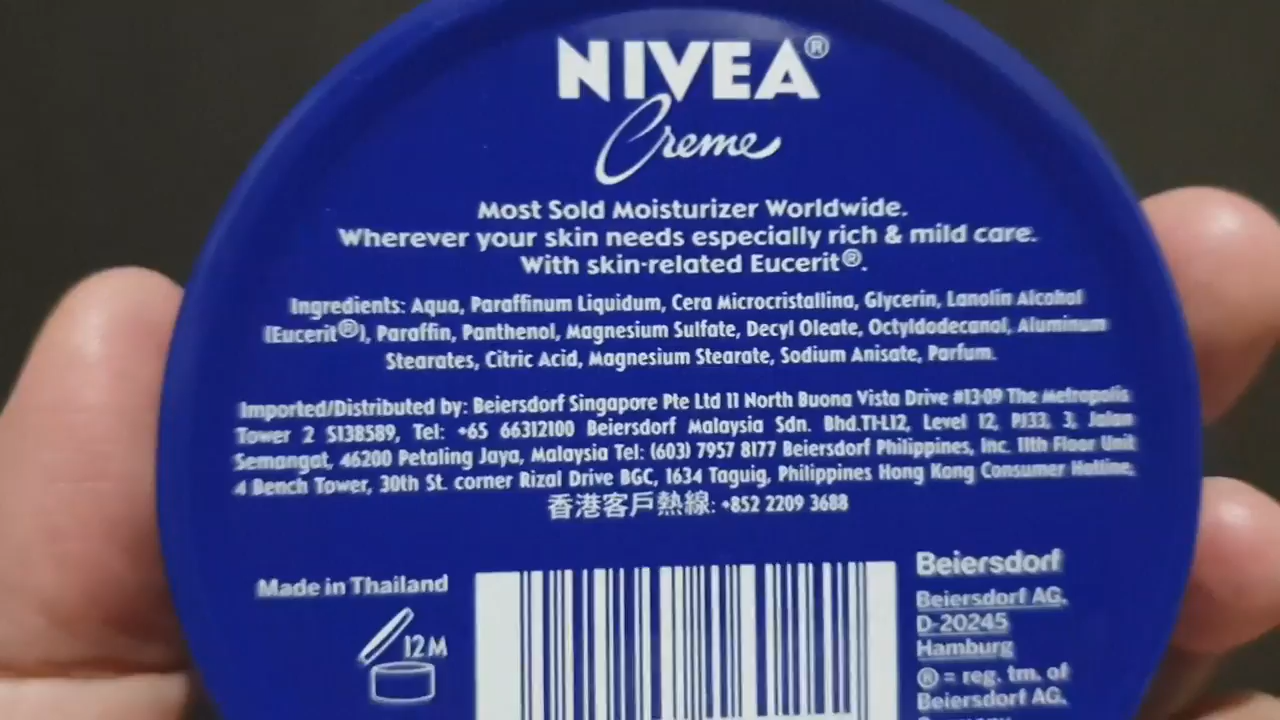 NIVEA®
Creme
Most Sold Moisturizer Worldwide.
Wherever your skin needs especially rich & mild care.
With skin-related Eucerit®.
Ingredients: Aqua, Paraffinum Liquidum, Cera Microcristallina, Glycerin, Lanolin Alcohol
(Eucerit®), Paraffin, Panthenol, Magnesium Sulfate, Decyl Oleate, Octyldodecanol, Aluminum
Stearates, Citric Acid, Magnesium Stearate, Sodium Anisate, Parfum.
Imported/Distributed by: Beiersdorf Singapore Pte Ltd 11 North Buona Vista Drive #13-09 The Metropolis
Tower 2 S138589, Tel: +65 66312100 Beiersdorf Malaysia Sdn. Bhd.T1-L12, Level 12, PJ33, 3, Jalan
Semangat, 46200 Petaling Jaya, Malaysia Tel: (603) 7957 8177 Beiersdorf Philippines, Inc. 11th Floor Unit
4 Bench Tower, 30th St. corner Rizal Drive BGC, 1634 Taguig, Philippines Hong Kong Consumer Hotline.
香港客戶熱線: +852 2209 3688
Made in Thailand
12M
Beiersdorf
Beiersdorf AG.
D-20245
Hamburg
® = reg. tm. of
Beiersdorf AG.